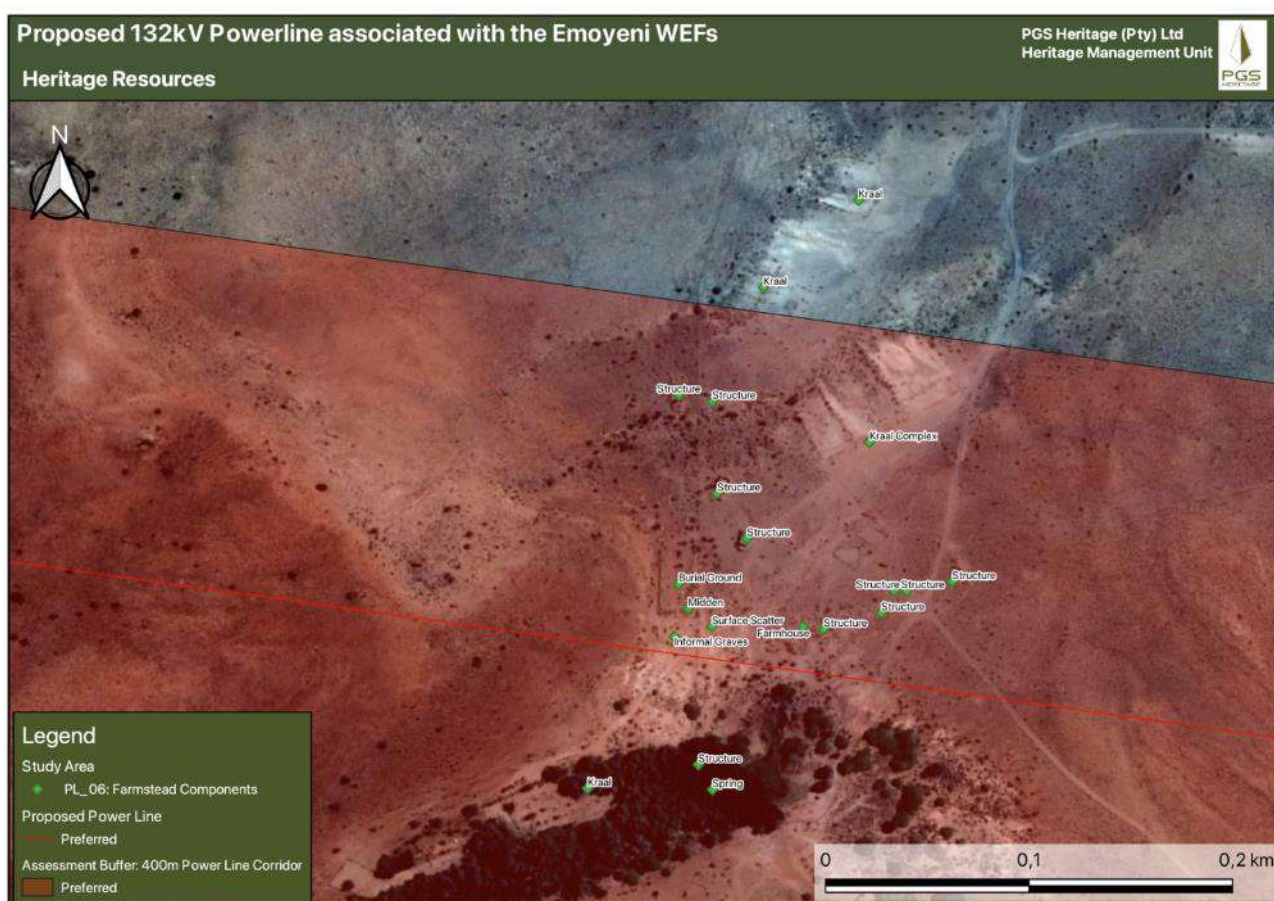 Proposed 132kV Powerline associated with the Emoyeni WEFs
Heritage Resources
PGS Heritage (Pty) Ltd
Heritage Management Unit
PGS
HERITAGE
N
Kraal
Kraal
Structure
Structure
Kraal Complex
Structure
Structure
Burial Ground
Structure
Structure
Structure
Midden
Structure
Surface Scatter
Farmhouse
Structure
Informal Graves
Structure
Kraal
Spring
Legend
Study Area
PL_06: Farmstead Components
Proposed Power Line
Preferred
Assessment Buffer: 400m Power Line Corridor
Preferred
0
0,1
0,2 km